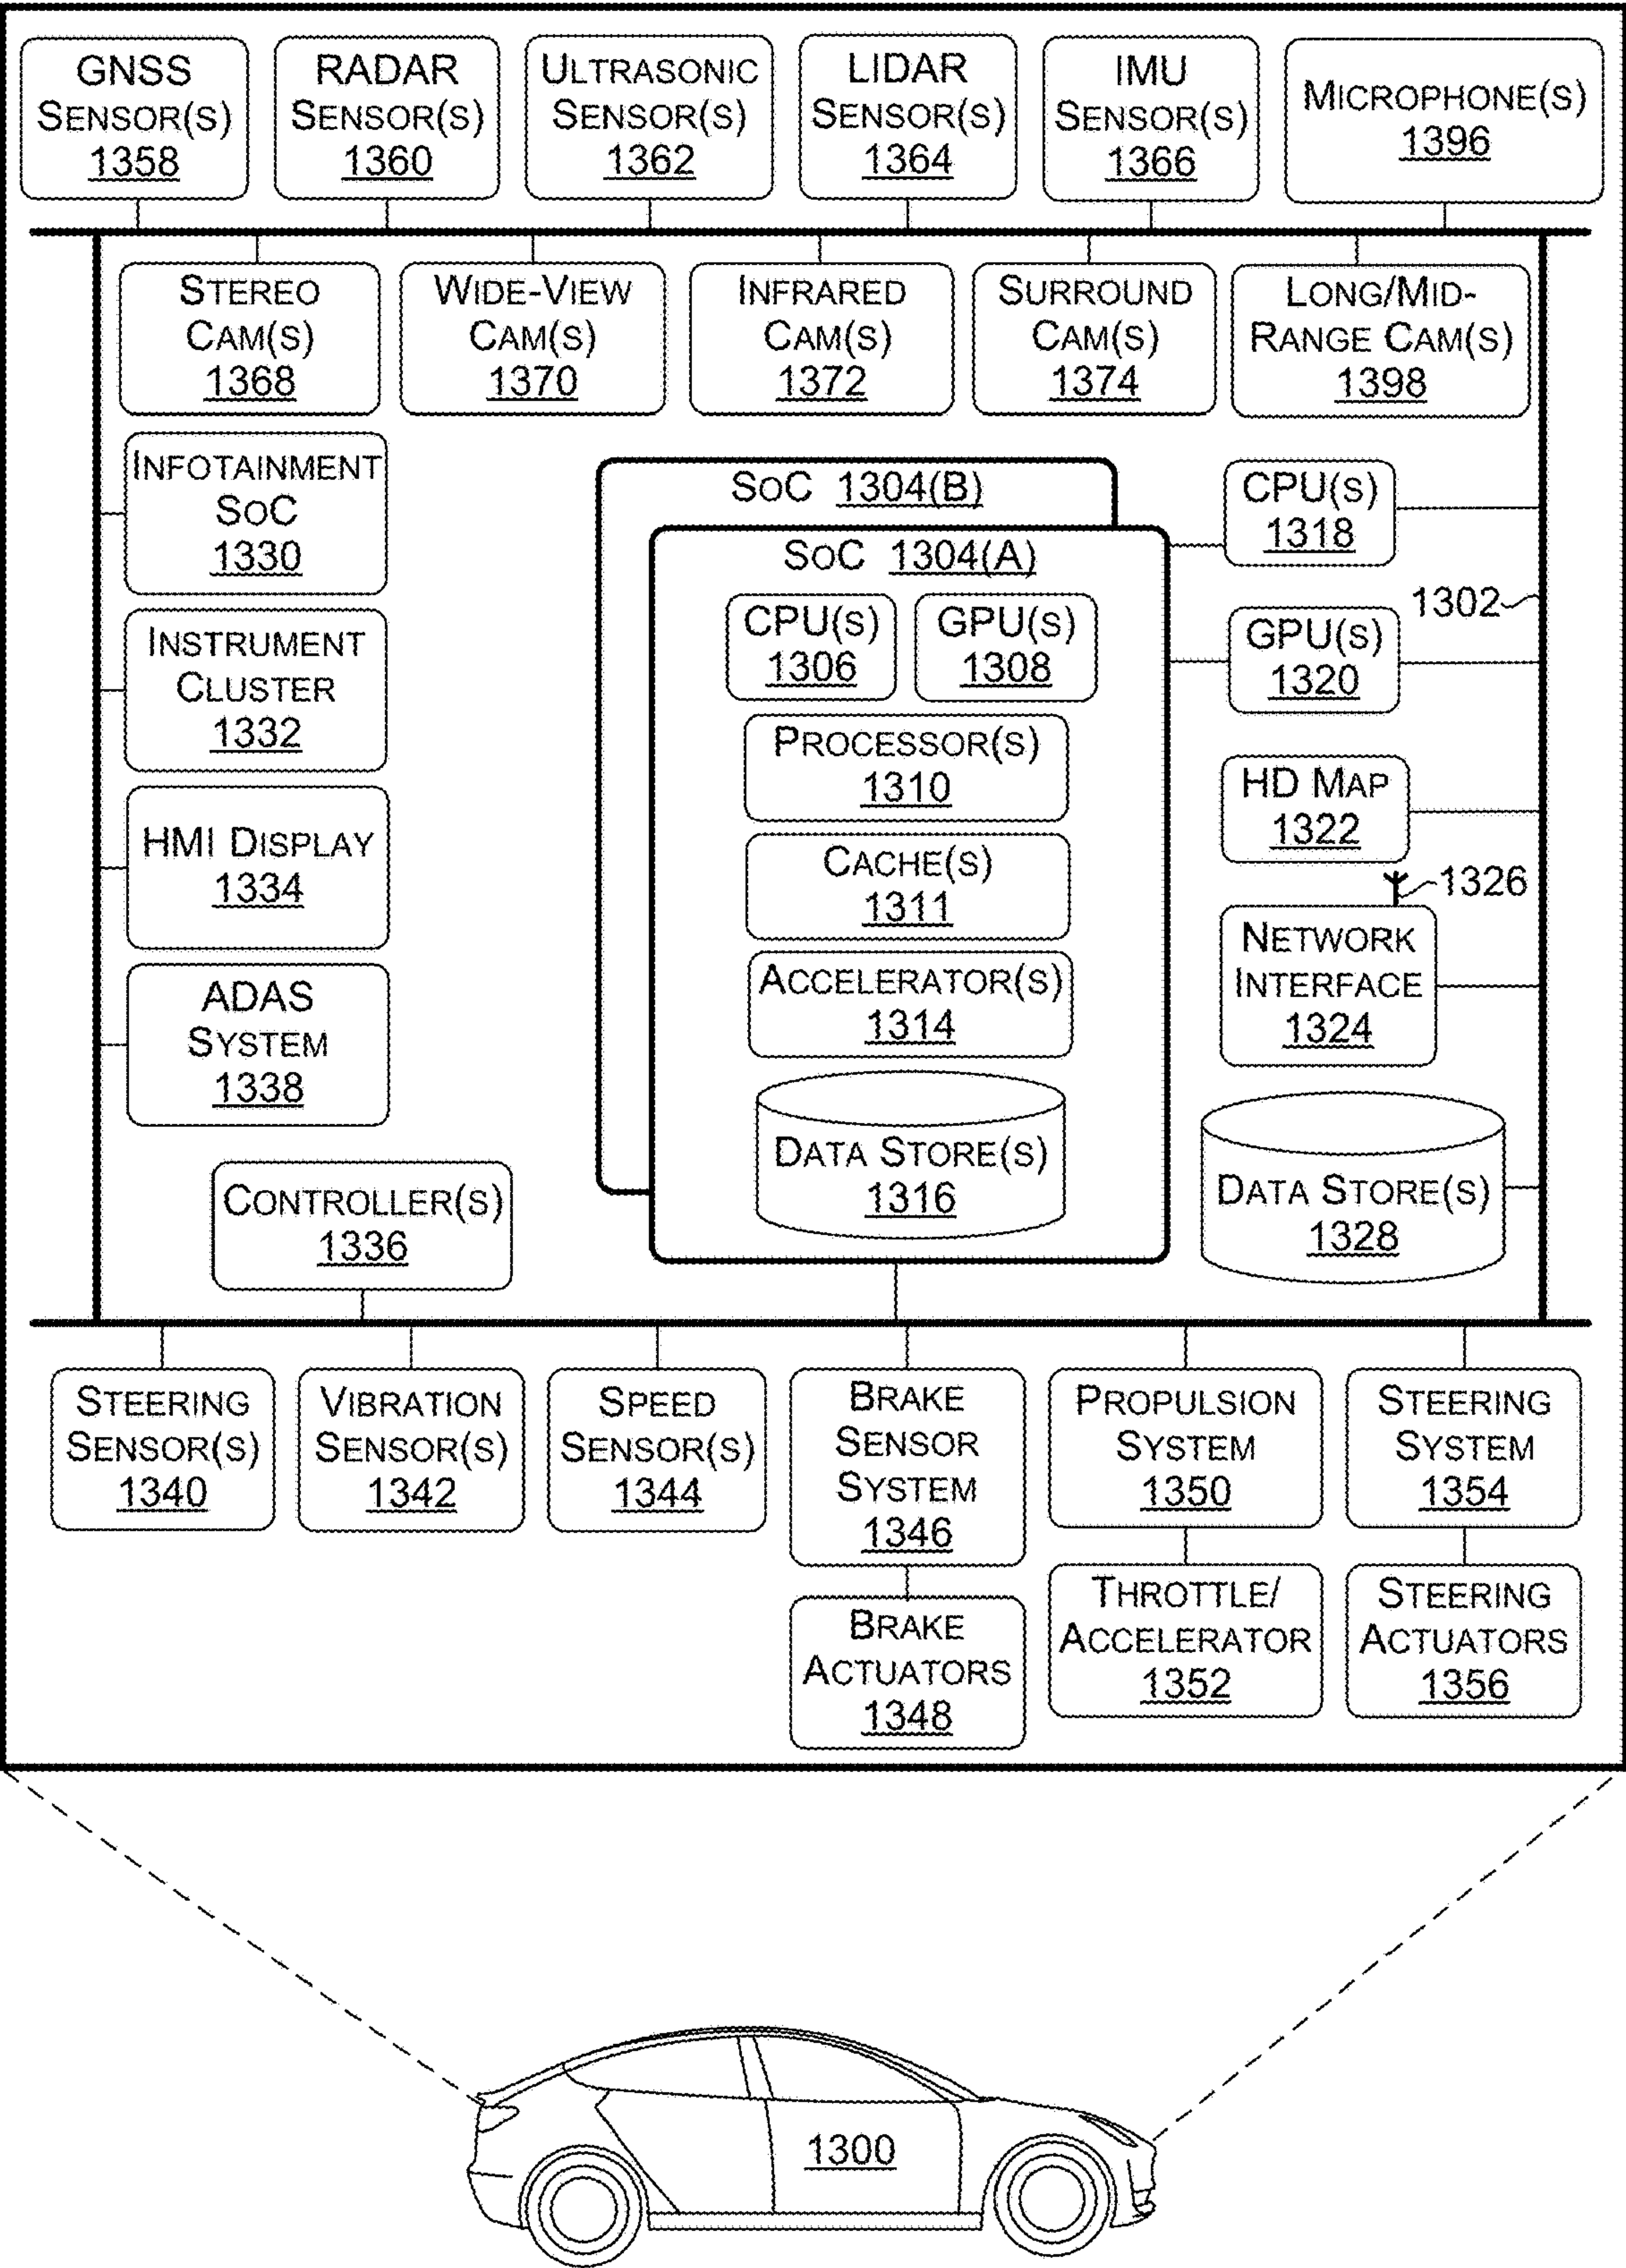 GNSS
SENSOR(S)
1358
RADAR
SENSOR(S)
1360
ULTRASONIC
SENSOR(S)
1362
LIDAR
SENSOR(S)
1364
IMU
SENSOR(S)
1366
MICROPHONE(S)
1396
STEREO
CAM(S)
1368
WIDE-VIEW
CAM(S)
1370
INFRARED
CAM(S)
1372
SURROUND
CAM(S)
1374
LONG/MID-
RANGE CAM(S)
1398
INFOTAINMENT
SOC
1330
INSTRUMENT
CLUSTER
1332
HMI DISPLAY
1334
ADAS
SYSTEM
1338
CONTROLLER(S)
1336
SOC 1304(B)
SOC 1304(A)
CPU(S)
1306
GPU(S)
1308
PROCESSOR(S)
1310
CACHE(S)
1311
ACCELERATOR(S)
1314
DATA STORE(S)
1316
CPU(S)
1318
1302
GPU(S)
1320
HD MAP
1322
1326
NETWORK
INTERFACE
1324
DATA STORE(S)
1328
STEERING
SENSOR(S)
1340
VIBRATION
SENSOR(S)
1342
SPEED
SENSOR(S)
1344
BRAKE
SENSOR
SYSTEM
1346
PROPULSION
SYSTEM
1350
STEERING
SYSTEM
1354
BRAKE
ACTUATORS
1348
THROTTLE/
ACCELERATOR
1352
STEERING
ACTUATORS
1356
1300